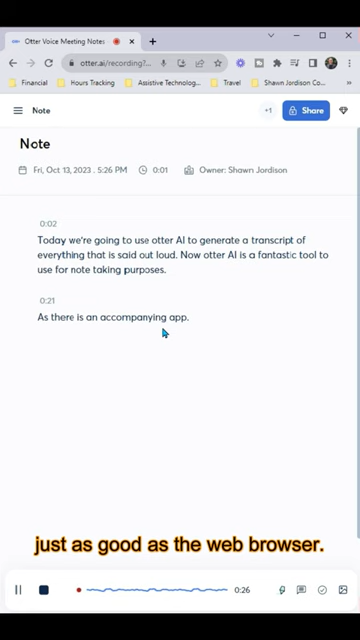 Otter Voice Meeting Notes
otter.ai/recording?
Financial
Hours Tracking
Assistive Technolog...
Travel
Shawn Jordison Co...
Note
+1
Share
Note
Fri, Oct 13, 2023 . 5:26 PM
0:01
Owner: Shawn Jordison
0:02
Today we're going to use otter AI to generate a transcript of
everything that is said out loud. Now otter AI is a fantastic tool to
use for note taking purposes.
0:21
As there is an accompanying app.
just as good as the web browser.
0:26